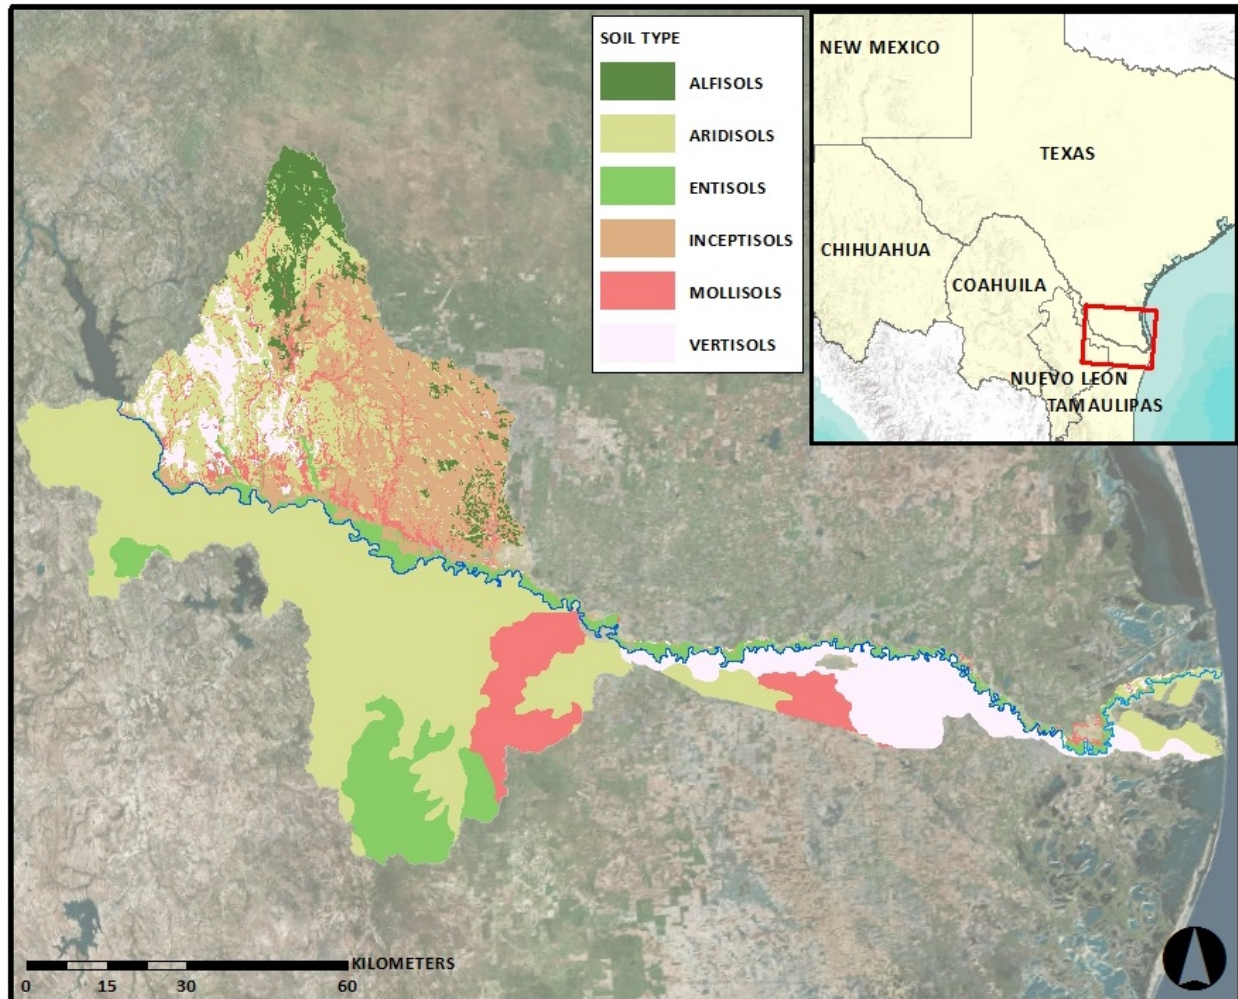 SOIL TYPE
ALFISOLS
ARIDISOLS
ENTISOLS
INCEPTISOLS
MOLLISOLS
VERTISOLS
NEW MEXICO
TEXAS
CHIHUAHUA
COAHUILA
NUEVO LEON
TAMAULIPAS
KILOMETERS
0 15 30 60